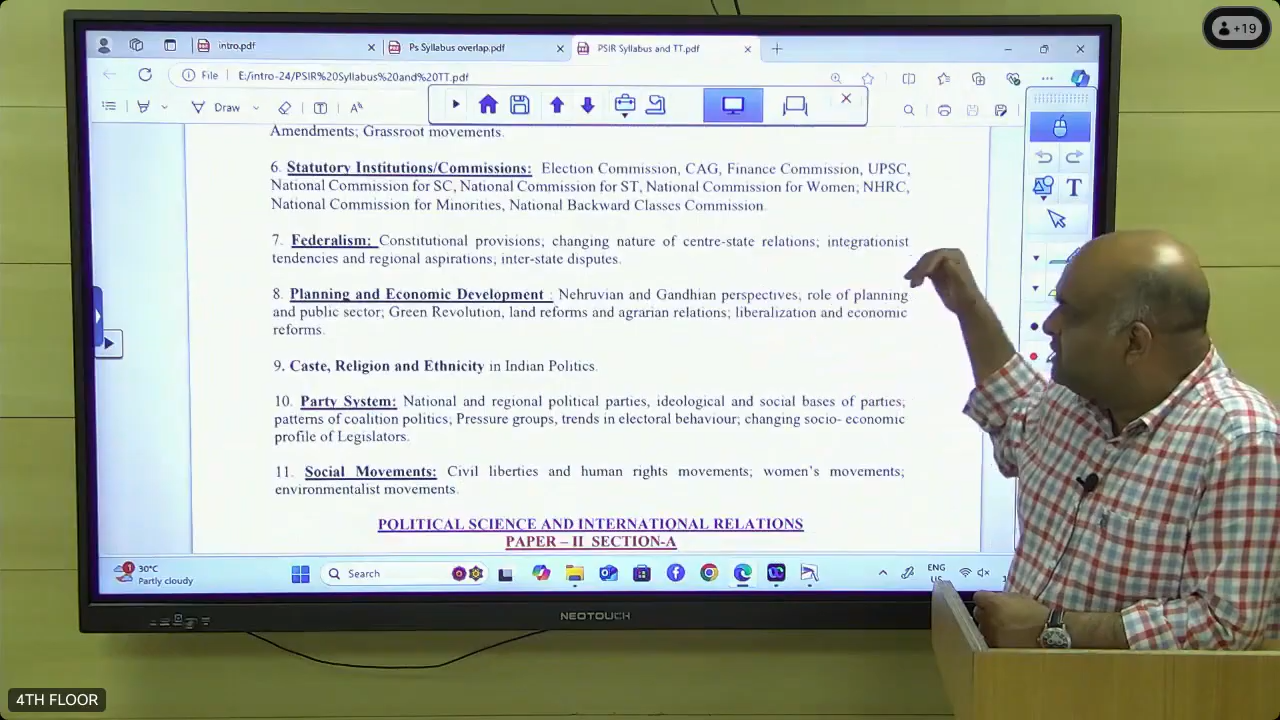 +19
intro.pdf
Ps Syllabus overlap.pdf
PSIR Syllabus and TT.pdf
File
E:/intro-24/PSIR%20Syllabus%20and%20TT.pdf
Draw
T
Amendments; Grassroot movements.
6. Statutory Institutions/Commissions: Election Commission, CAG, Finance Commission, UPSC,
National Commission for SC, National Commission for ST, National Commission for Women; NHRC,
National Commission for Minorities, National Backward Classes Commission.
7. Federalism: Constitutional provisions; changing nature of centre-state relations; integrationist
tendencies and regional aspirations; inter-state disputes.
8. Planning and Economic Development : Nehruvian and Gandhian perspectives; role of planning
and public sector; Green Revolution, land reforms and agrarian relations; liberalization and economic
reforms.
9. Caste, Religion and Ethnicity in Indian Politics.
10. Party System: National and regional political parties, ideological and social bases of parties;
patterns of coalition politics; Pressure groups, trends in electoral behaviour; changing socio- economic
profile of Legislators.
11. Social Movements: Civil liberties and human rights movements; women's movements;
environmentalist movements.
POLITICAL SCIENCE AND INTERNATIONAL RELATIONS
PAPER – II SECTION-A
1
30°C
Partly cloudy
Search
ENG
US
NEOTOUCH
4TH FLOOR